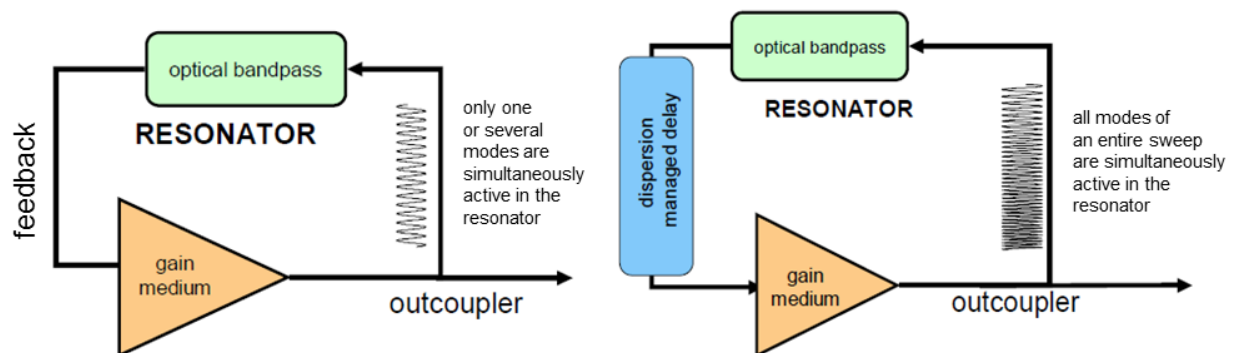 optical bandpass
RESONATOR
feedback
only one
or several
modes are
simultaneously
active in the
resonator
gain
medium
outcoupler
optical bandpass
RESONATOR
dispersion
managed delay
all modes of
an entire sweep
are simultaneously
active in the
resonator
gain
medium
outcoupler